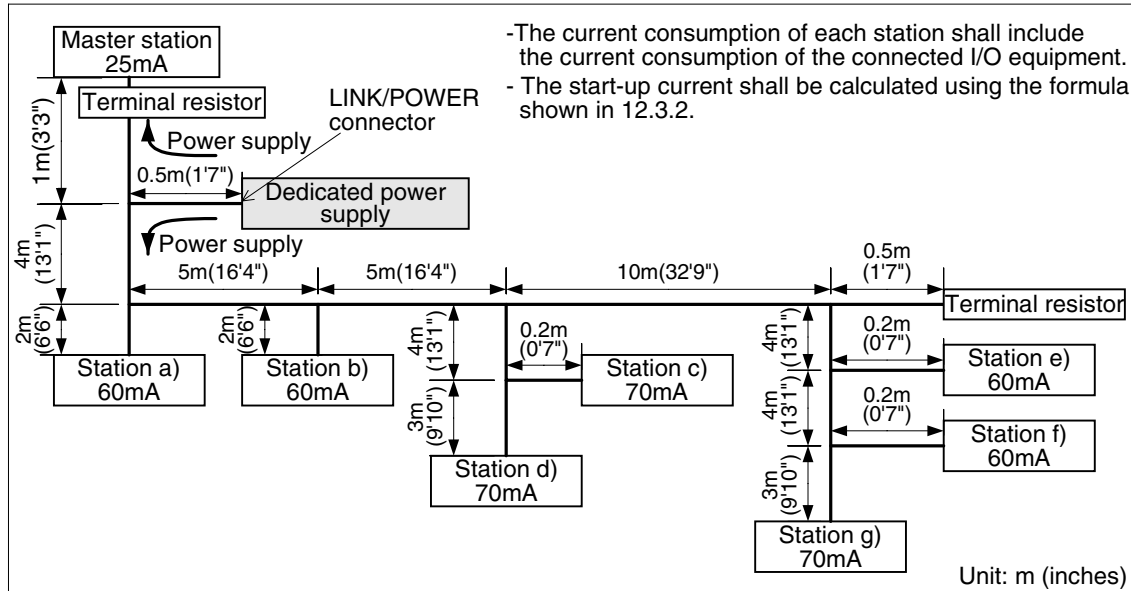 Master station
25mA
Terminal resistor
LINK/POWER
connector
-The current consumption of each station shall include
the current consumption of the connected I/O equipment.
- The start-up current shall be calculated using the formula
shown in 12.3.2.
1m(3'3")
Power supply
0.5m(1'7")
Dedicated power
supply
Power supply
4m
(13'1")
5m(16'4")
5m(16'4")
10m(32'9")
0.5m
(1'7")
Terminal resistor
2m
(6'6")
Station a)
60mA
2m
(6'6")
Station b)
60mA
4m
(13'1")
0.2m
(0'7")
Station c)
70mA
3m
(9'10")
Station d)
70mA
4m
(13'1")
0.2m
(0'7")
Station e)
60mA
4m
(13'1")
0.2m
(0'7")
Station f)
60mA
3m
(9'10")
Station g)
70mA
Unit: m (inches)